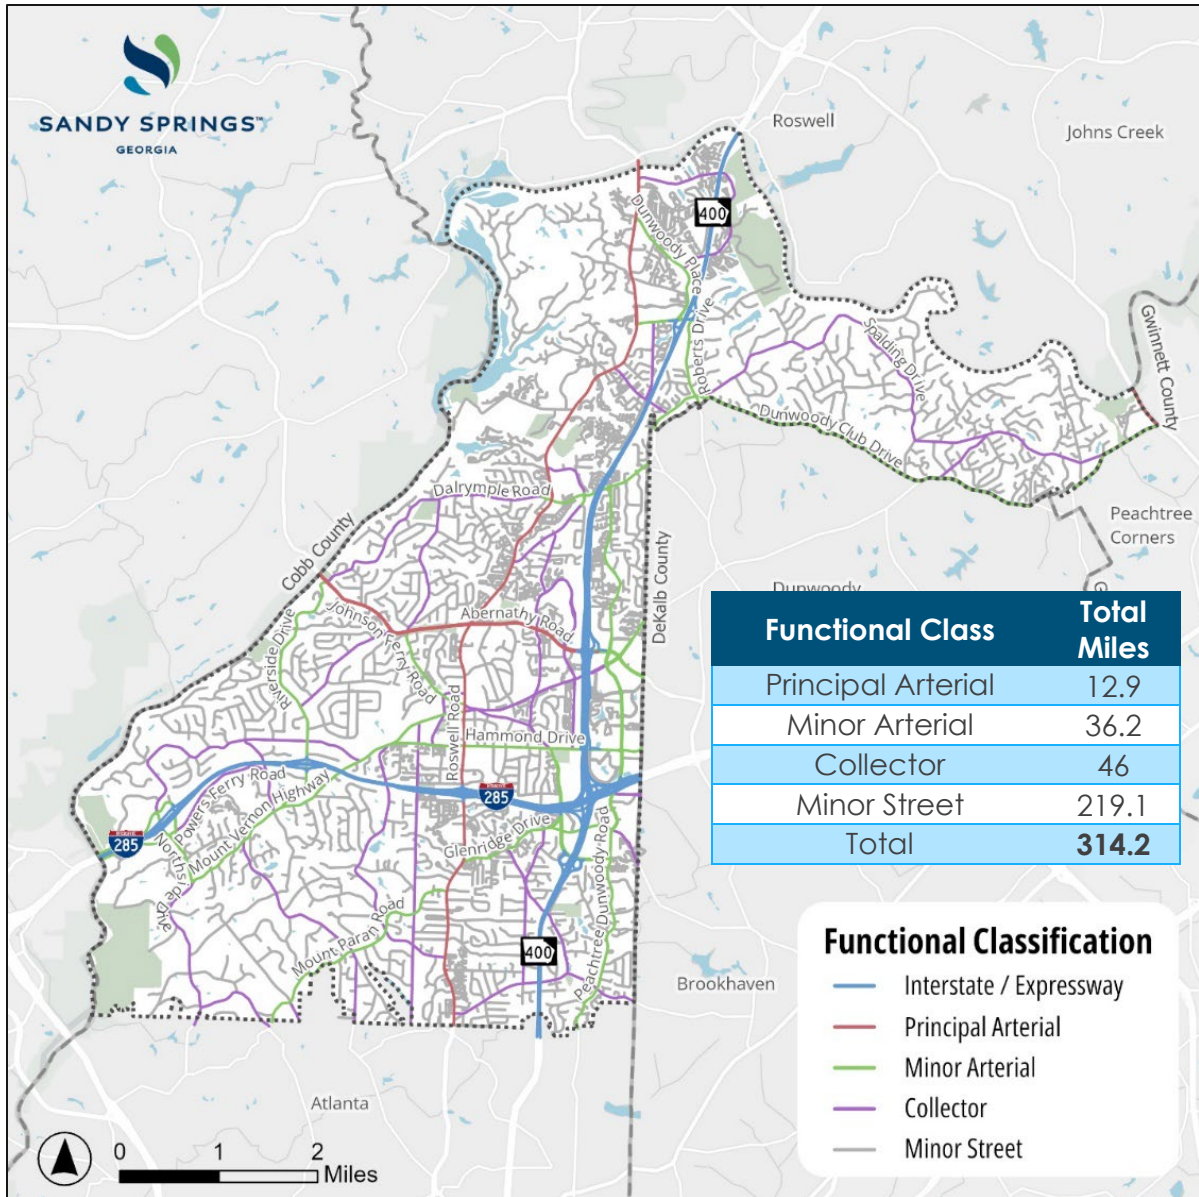 SANDY SPRINGS™
GEORGIA
Roswell
Johns Creek
400
Dunwoody Place
Roberts Drive
Spalding Drive
Gwinnett County
Dunwoody Club Drive
Dalrymple Road
Peachtree
Corners
Cobb County
DeKalb County
Dunwoody
G
Johnson Ferry Road
Abernathy Road
Riverside Drive
Roswell Road
Hammond Drive
Powers Ferry Road
Mount Vernon Highway
285
285
Northside Drive
Glenridge Drive
Peachtree Dunwoody Road
Mount Paran Road
400
Brookhaven
Atlanta
Functional Class Total Miles
Principal Arterial 12.9
Minor Arterial 36.2
Collector 46
Minor Street 219.1
Total 314.2
Functional Classification
Interstate / Expressway
Principal Arterial
Minor Arterial
Collector
Minor Street
0 1 2
Miles